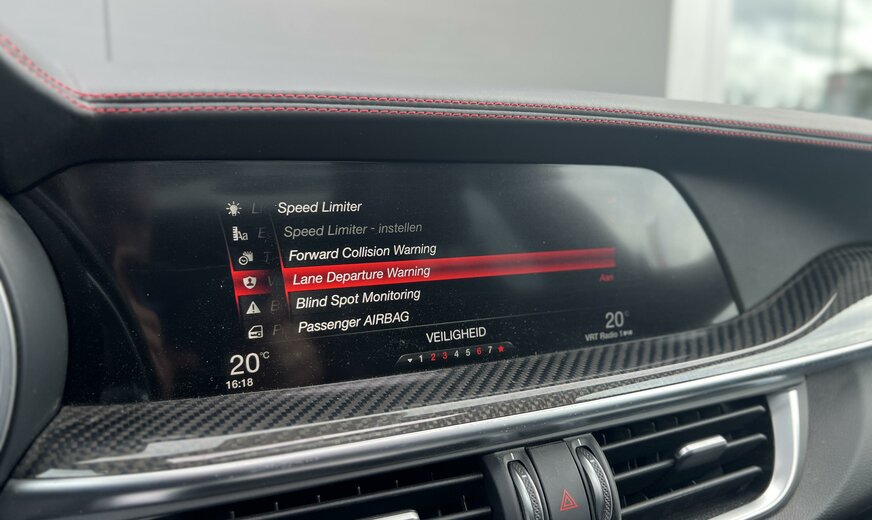 Speed Limiter
Speed Limiter - instellen
Forward Collision Warning
Lane Departure Warning
Aan
Blind Spot Monitoring
Passenger AIRBAG
VEILIGHEID
1 2 3 4 5 6 7
20°C
16:18
20°
VRT Radio 1